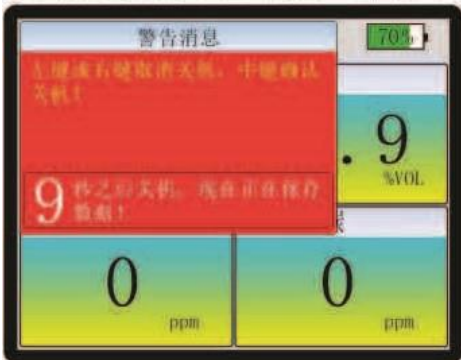 警告消息
70%
左键或右键取消关机，中键确认
关机！
.9
%VOL
9 秒之后关机，现在正在保存
数据！
0
ppm
0
ppm